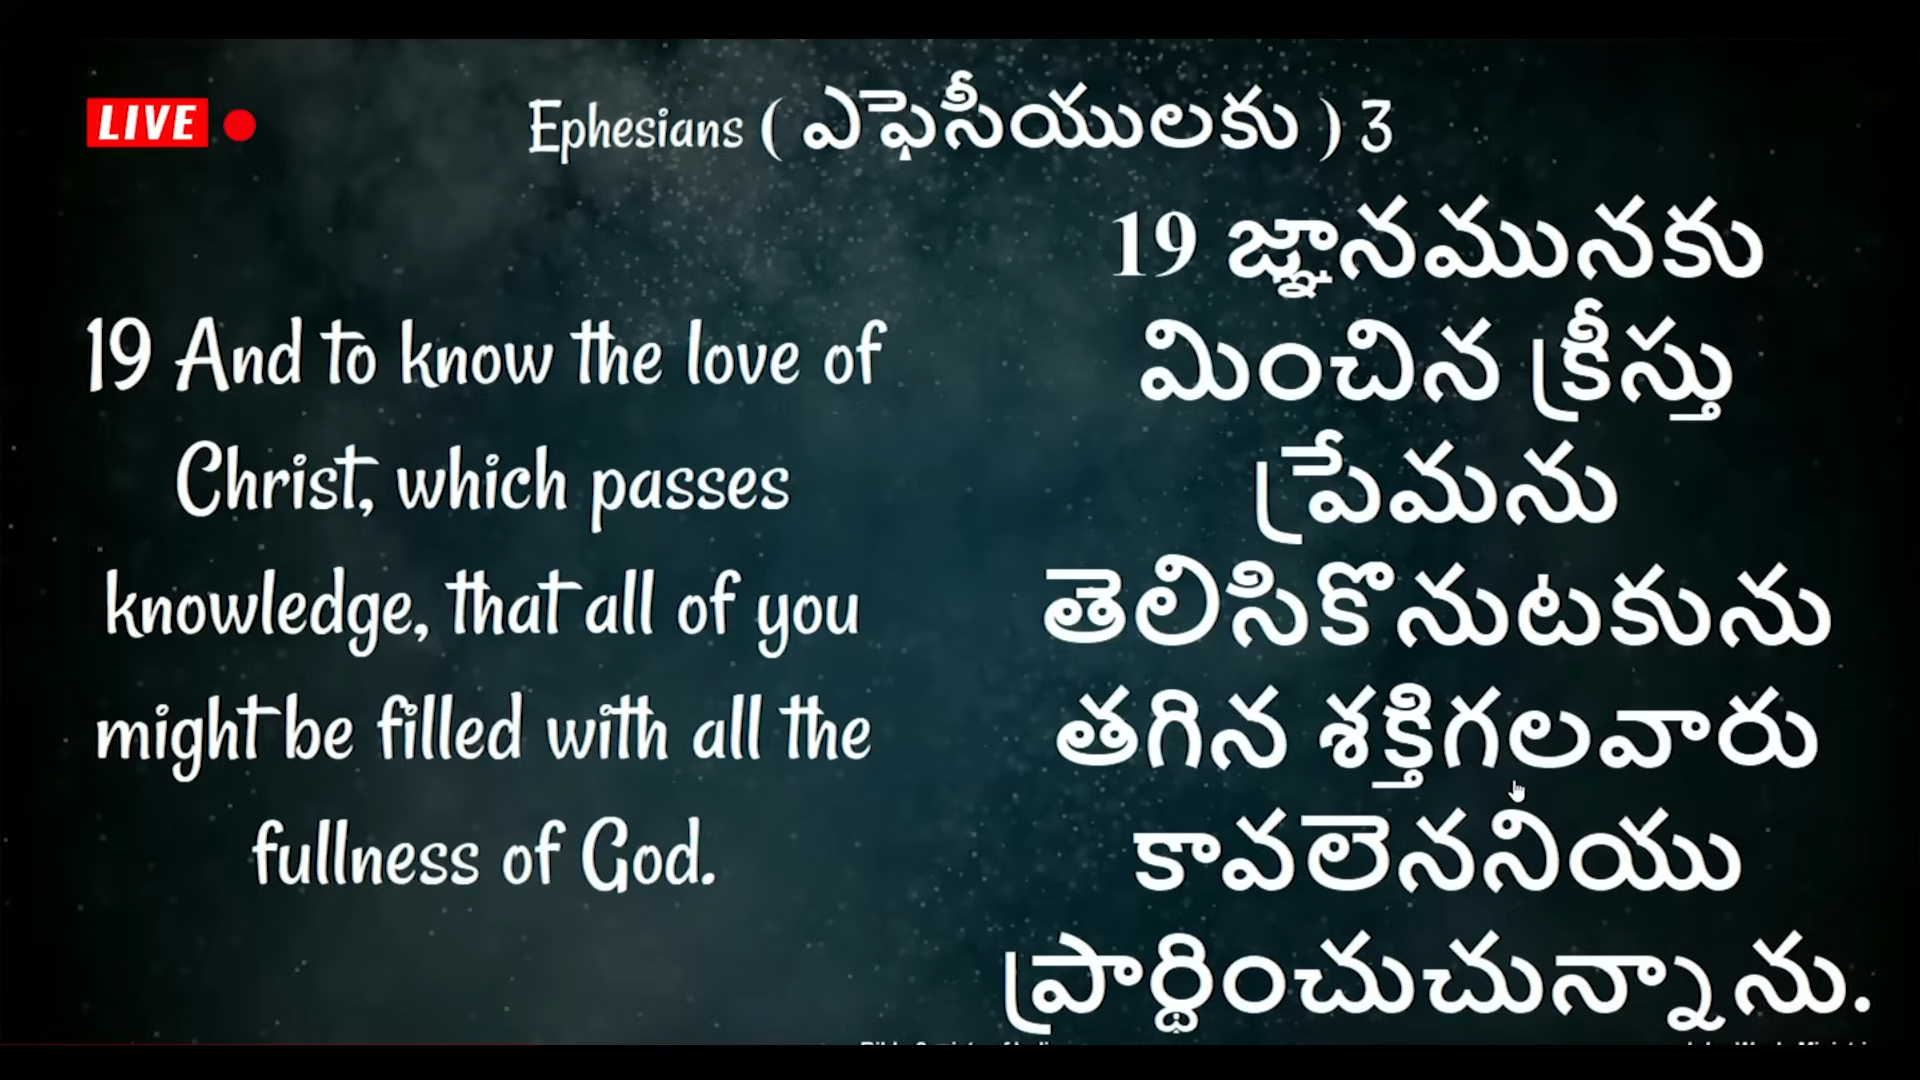 LIVE
Ephesians ( ఎఫెసీయులకు ) 3
19 And to know the love of
Christ, which passes
knowledge, that all of you
might be filled with all the
fullness of God.
19 జ్ఞానమునకు
మించిన క్రీస్తు
ప్రేమను
తెలిసికొనుటకును
తగిన శక్తిగలవారు
కావలెననియు
ప్రార్థించుచున్నాను.